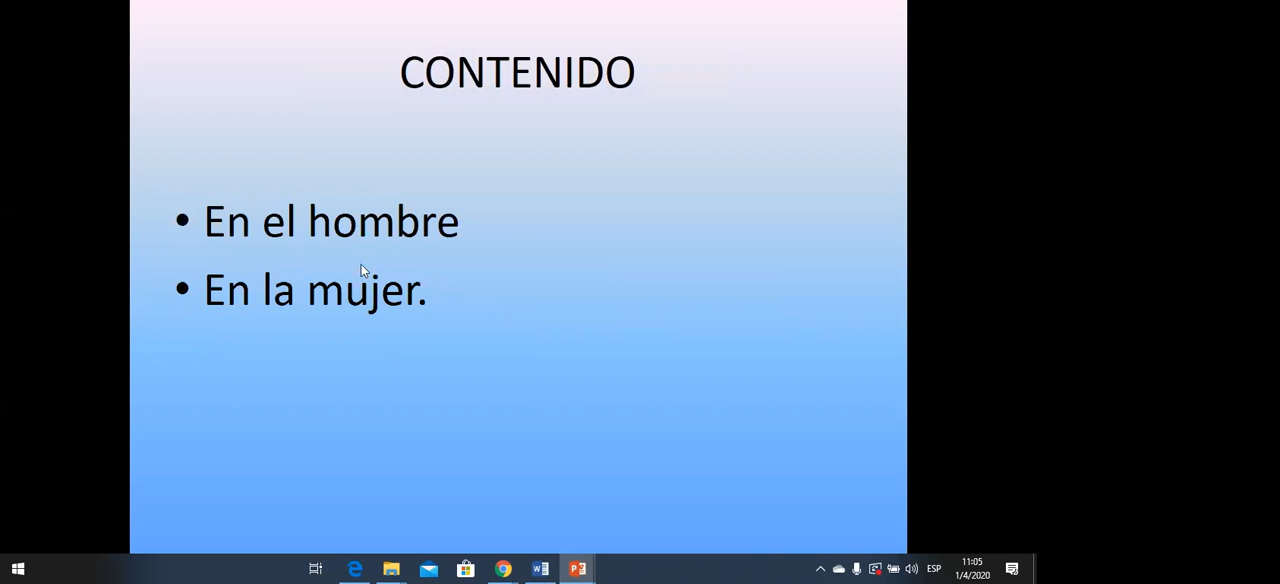 CONTENIDO
• En el hombre
• En la mujer.
ESP
11:05
1/4/2020